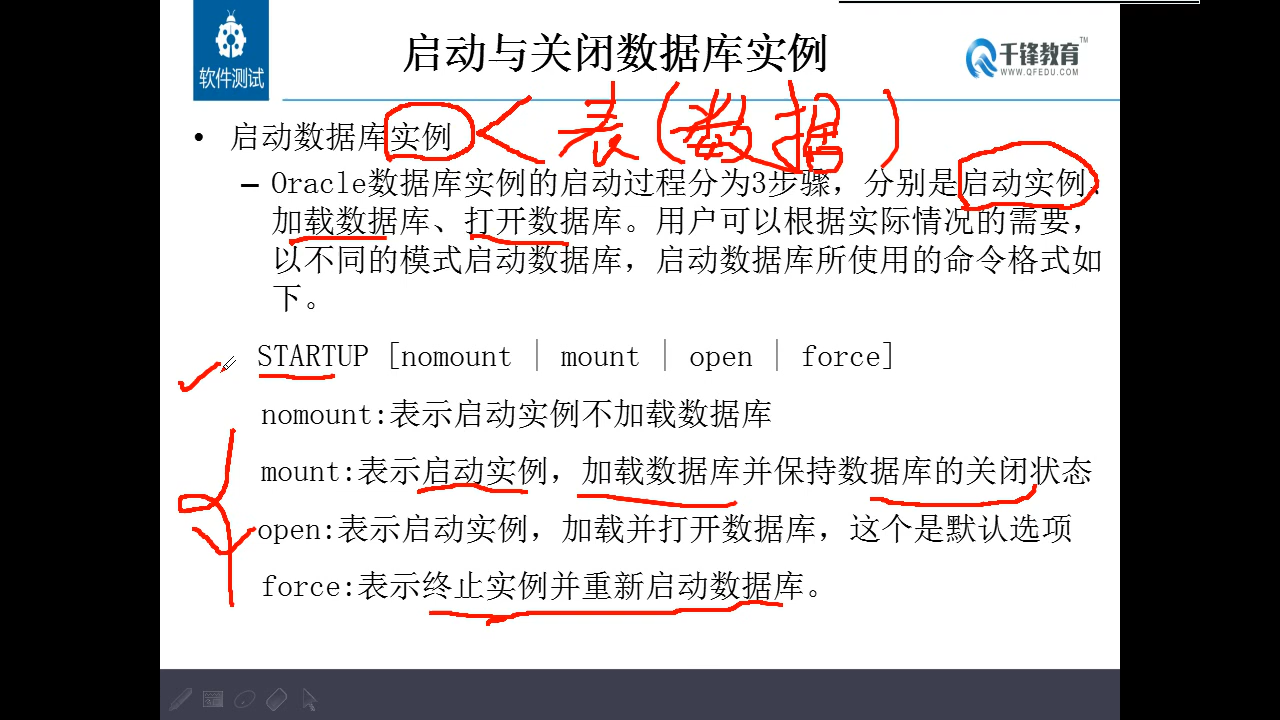 软件测试
启动与关闭数据库实例
千锋教育TM
WWW.QFEDU.COM
• 启动数据库实例 < 表(数据)
– Oracle数据库实例的启动过程分为3步骤，分别是启动实例、
加载数据库、打开数据库。用户可以根据实际情况的需要，
以不同的模式启动数据库，启动数据库所使用的命令格式如
下。
STARTUP [nomount | mount | open | force]
nomount:表示启动实例不加载数据库
mount:表示启动实例，加载数据库并保持数据库的关闭状态
open:表示启动实例，加载并打开数据库，这个是默认选项
force:表示终止实例并重新启动数据库。